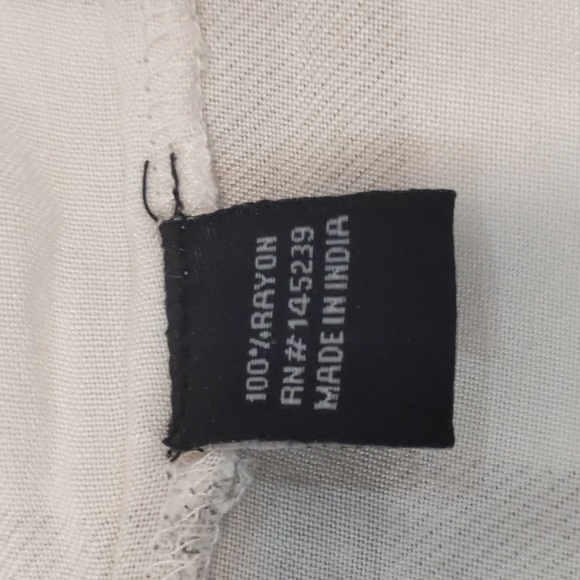 100% RAYON
RN# 145239
MADE IN INDIA